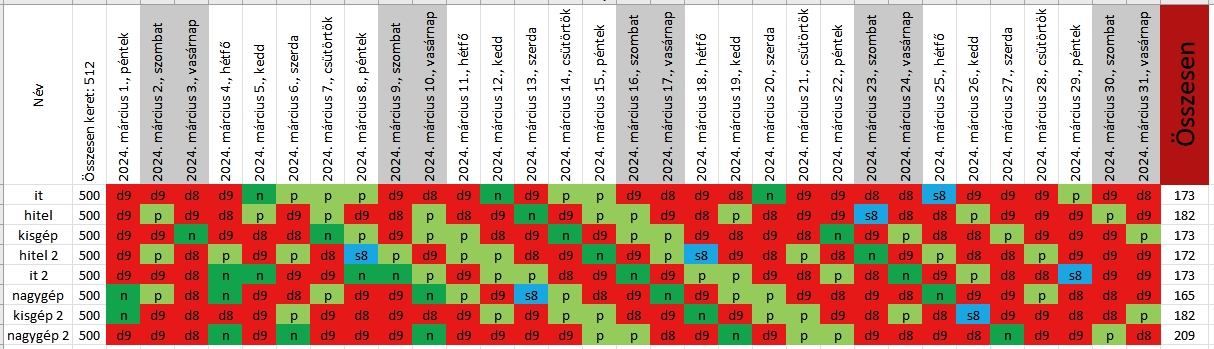 Név
Összesen keret: 512
2024. március 1., péntek
2024. március 2., szombat
2024. március 3., vasárnap
2024. március 4., hétfő
2024. március 5., kedd
2024. március 6., szerda
2024. március 7., csütörtök
2024. március 8., péntek
2024. március 9., szombat
2024. március 10., vasárnap
2024. március 11., hétfő
2024. március 12., kedd
2024. március 13., szerda
2024. március 14., csütörtök
2024. március 15., péntek
2024. március 16., szombat
2024. március 17., vasárnap
2024. március 18., hétfő
2024. március 19., kedd
2024. március 20., szerda
2024. március 21., csütörtök
2024. március 22., péntek
2024. március 23., szombat
2024. március 24., vasárnap
2024. március 25., hétfő
2024. március 26., kedd
2024. március 27., szerda
2024. március 28., csütörtök
2024. március 29., péntek
2024. március 30., szombat
2024. március 31., vasárnap
Összesen
it 500 d9 d9 d8 d9 n p p p d9 d8 d9 n d9 p p d9 d9 d8 d8 n d9 d9 d8 d8 s8 d9 d9 d9 p d9 d8 173
hitel 500 d9 p d9 d8 p d9 p d9 d8 p d8 d9 n d9 p p d9 d8 p d8 d9 d9 s8 d8 d8 p d9 d9 d9 p d9 182
kisgép 500 d9 d9 n d9 d8 d8 n p d9 p p d8 d9 n d9 p p d9 d9 d8 d8 n d9 p d8 d8 p d9 d9 d8 p 173
hitel 2 500 d9 p d8 p d9 p d8 s8 p d9 p d9 d9 d8 n d9 p s8 d9 d8 p d8 n d9 d8 p d9 d9 p d8 d9 172
it 2 500 d9 d9 d8 n n d9 n n p d9 p p d8 d9 d8 n d9 p p d9 d9 p d8 n d9 p p d9 s8 d9 d8 173
nagygép 500 n p d8 n d9 d8 p d9 d9 n p d9 s8 p d8 d9 n d9 p p d9 d8 d9 d8 n d9 d9 p d8 d8 d9 165
kisgép 2 500 n d9 d8 d8 d9 p d9 d8 d9 d8 d9 p d9 p p d8 d9 n d9 d8 d9 p d8 p d9 s8 d9 d8 d9 d8 p 182
nagygép 2 500 d9 d8 d9 n d9 n d9 d9 d8 n d9 d8 d9 d9 p p d8 d9 d9 d8 p p d9 d8 d9 d8 n d9 d9 p d8 209